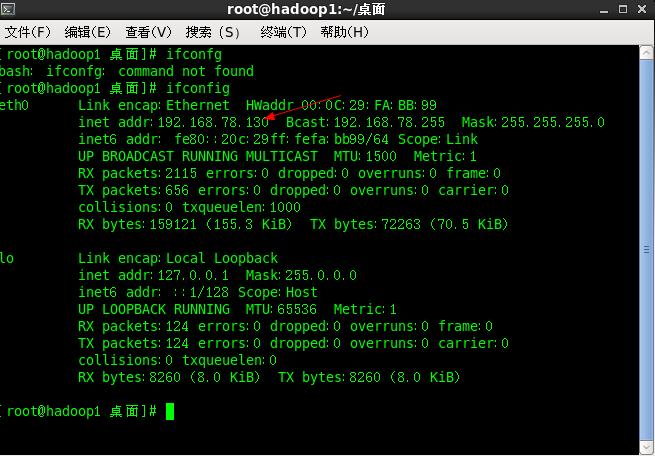 root@hadoop1:~/桌面
文件(F) 编辑(E) 查看(V) 搜索 (S) 终端(T) 帮助(H)
[root@hadoop1 桌面]# ifconfg
bash: ifconfg: command not found
[root@hadoop1 桌面]# ifconfig
eth0 Link encap:Ethernet HWaddr 00:0C:29:FA:BB:99
inet addr:192.168.78.130 Bcast:192.168.78.255 Mask:255.255.255.0
inet6 addr: fe80::20c:29ff:fefa:bb99/64 Scope:Link
UP BROADCAST RUNNING MULTICAST MTU:1500 Metric:1
RX packets:2115 errors:0 dropped:0 overruns:0 frame:0
TX packets:656 errors:0 dropped:0 overruns:0 carrier:0
collisions:0 txqueuelen:1000
RX bytes:159121 (155.3 KiB) TX bytes:72263 (70.5 KiB)
lo Link encap:Local Loopback
inet addr:127.0.0.1 Mask:255.0.0.0
inet6 addr: ::1/128 Scope:Host
UP LOOPBACK RUNNING MTU:65536 Metric:1
RX packets:124 errors:0 dropped:0 overruns:0 frame:0
TX packets:124 errors:0 dropped:0 overruns:0 carrier:0
collisions:0 txqueuelen:0
RX bytes:8260 (8.0 KiB) TX bytes:8260 (8.0 KiB)
[root@hadoop1 桌面]#